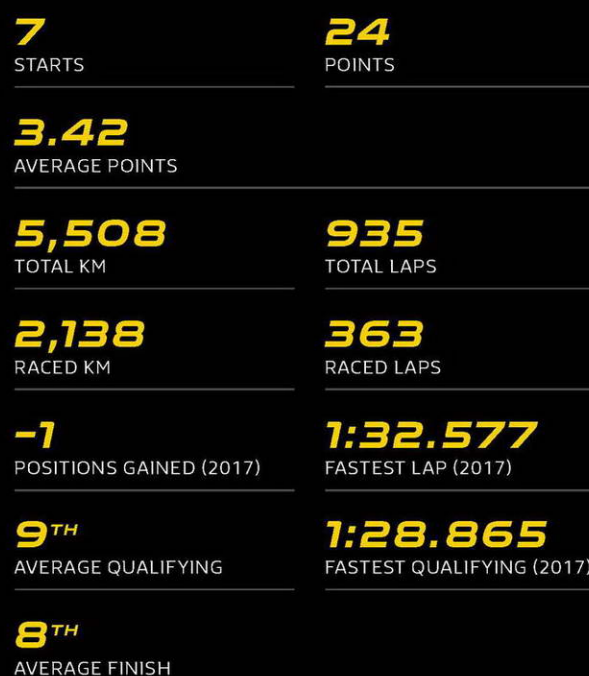 7 24
STARTS POINTS
3.42
AVERAGE POINTS
5,508 935
TOTAL KM TOTAL LAPS
2,138 363
RACED KM RACED LAPS
-1 1:32.577
POSITIONS GAINED (2017) FASTEST LAP (2017)
9TH 1:28.865
AVERAGE QUALIFYING FASTEST QUALIFYING (2017)
8TH
AVERAGE FINISH